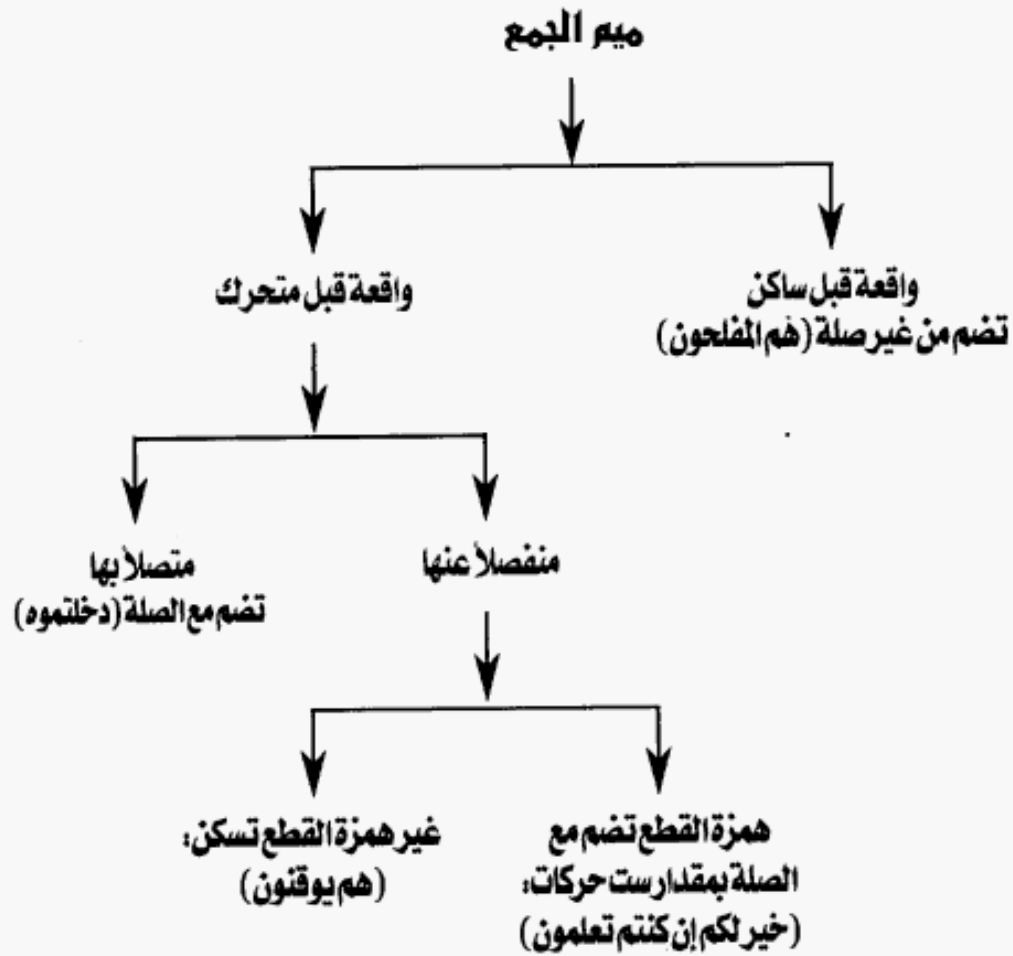 ميم الجمع
واقعة قبل ساكن
تضم من غير صلة (هم المفلحون)
واقعة قبل متحرك
منفصلاً عنها
متصلاً بها
تضم مع الصلة (دخلتموه)
همزة القطع تضم مع
الصلة بمقدار ست حركات:
(خير لكم إن كنتم تعلمون)
غير همزة القطع تسكن:
(هم يوقنون)